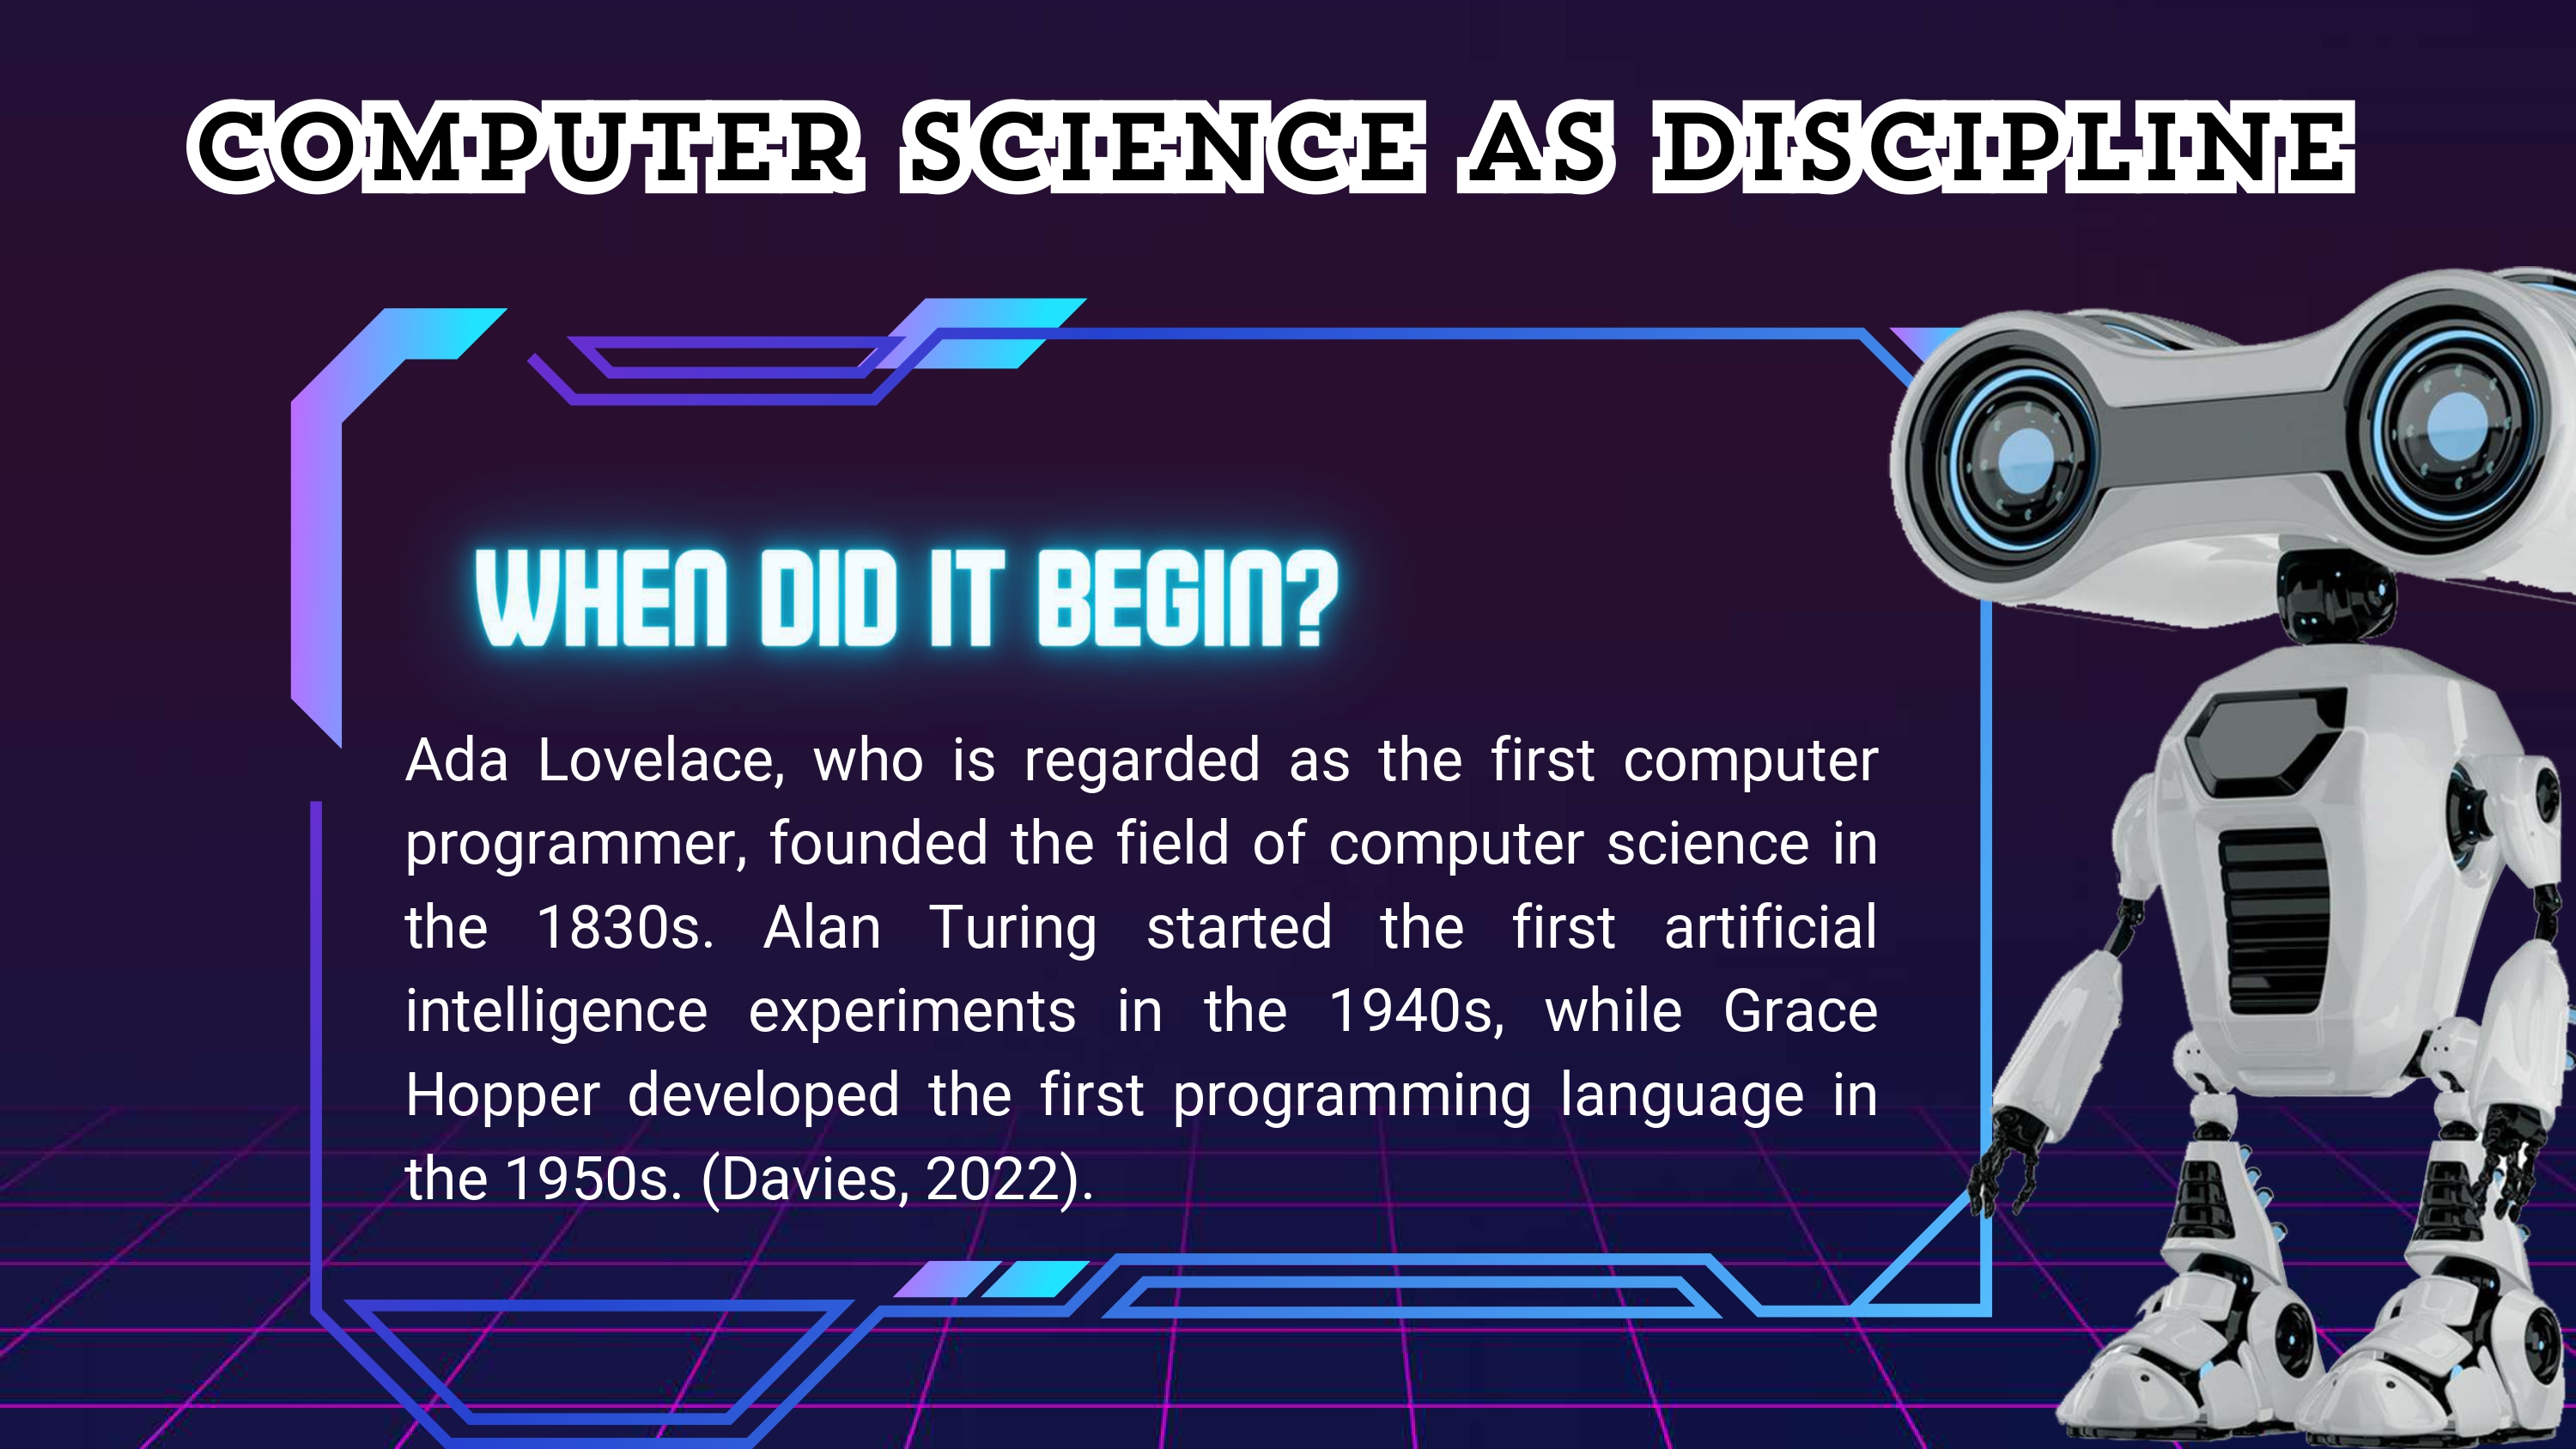 COMPUTER SCIENCE AS DISCIPLINE
WHEN DID IT BEGIN?
Ada Lovelace, who is regarded as the first computer
programmer, founded the field of computer science in
the 1830s. Alan Turing started the first artificial
intelligence experiments in the 1940s, while Grace
Hopper developed the first programming language in
the 1950s. (Davies, 2022).